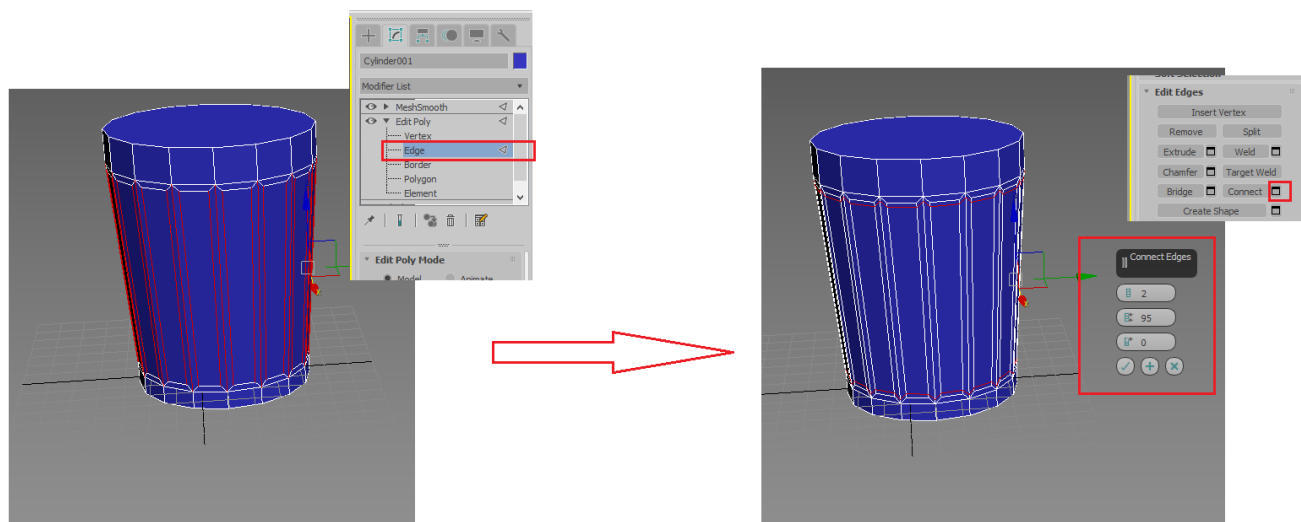 Cylinder001
Modifier List
MeshSmooth
Edit Poly
Vertex
Edge
Border
Polygon
Element
Edit Poly Mode
Model Animate
Edit Edges
Insert Vertex
Remove Split
Extrude Weld
Chamfer Target Weld
Bridge Connect
Create Shape
Connect Edges
2
95
0